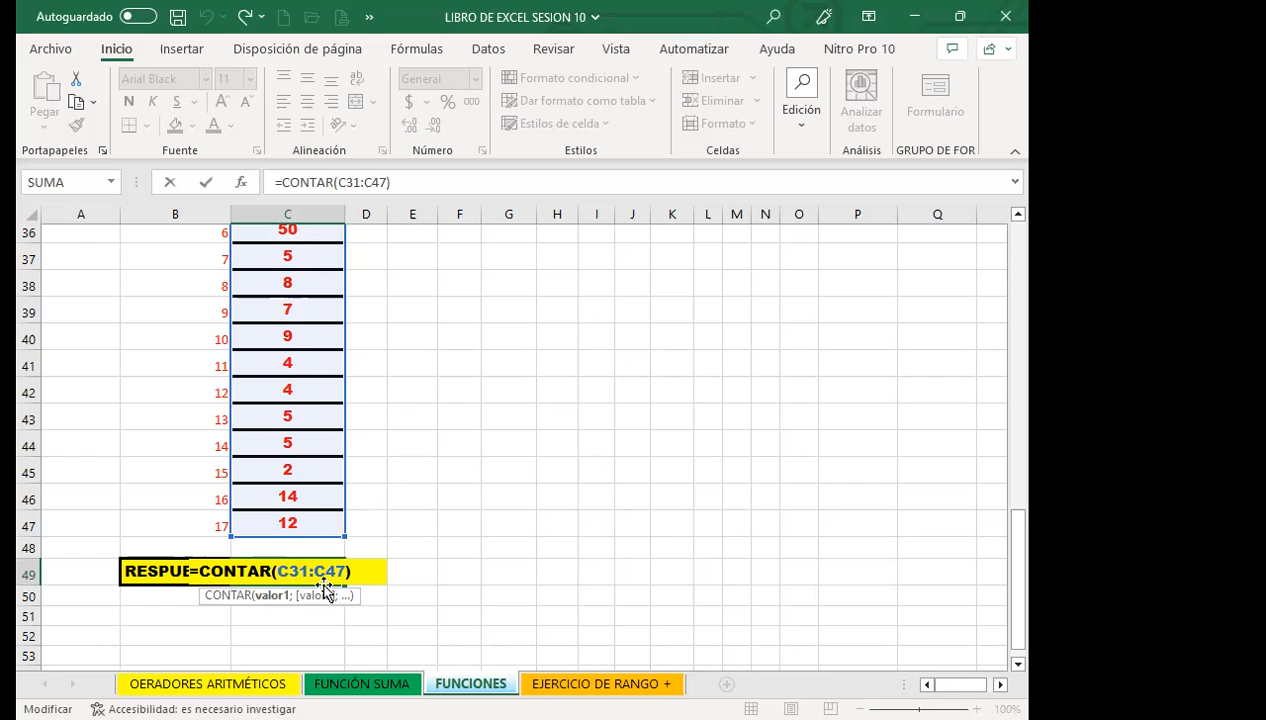 Autoguardado
LIBRO DE EXCEL SESION 10
Archivo Inicio Insertar Disposición de página Fórmulas Datos Revisar Vista Automatizar Ayuda Nitro Pro 10
Pegar
Arial Black 11
N K S
General
$ % 000
Formato condicional
Dar formato como tabla
Estilos de celda
Insertar
Eliminar
Formato
Edición
Analizar datos
Formulario
Portapapeles Fuente Alineación Número Estilos Celdas Análisis GRUPO DE FOR
SUMA =CONTAR(C31:C47)
A B C D E F G H I J K L M N O P Q
36 6 50
37 7 5
38 8 8
39 9 7
40 10 9
41 11 4
42 12 4
43 13 5
44 14 5
45 15 2
46 16 14
47 17 12
48
49 RESPUE =CONTAR(C31:C47)
50 CONTAR(valor1; [valo ; ...)
51
52
53
OERADORES ARITMÉTICOS FUNCIÓN SUMA FUNCIONES EJERCICIO DE RANGO +
Modificar Accesibilidad: es necesario investigar 100%